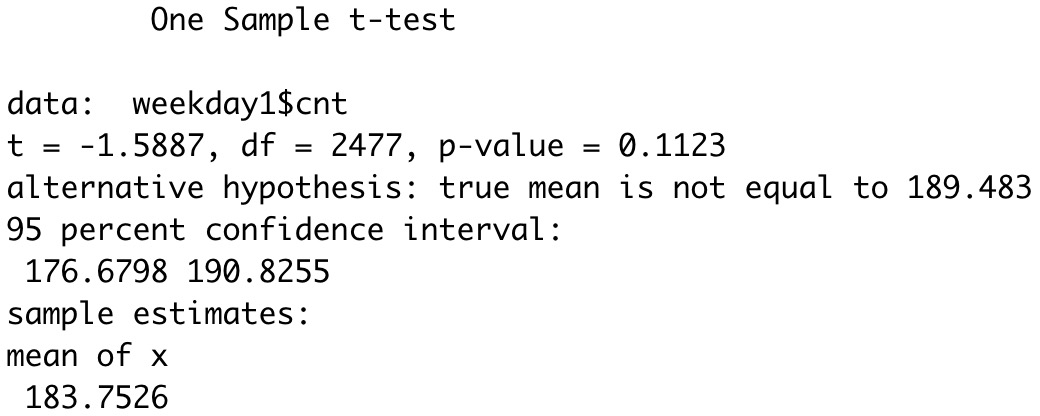 One Sample t-test
data:  weekday1$cnt
t = -1.5887, df = 2477, p-value = 0.1123
alternative hypothesis: true mean is not equal to 189.483
95 percent confidence interval:
176.6798 190.8255
sample estimates:
mean of x
183.7526